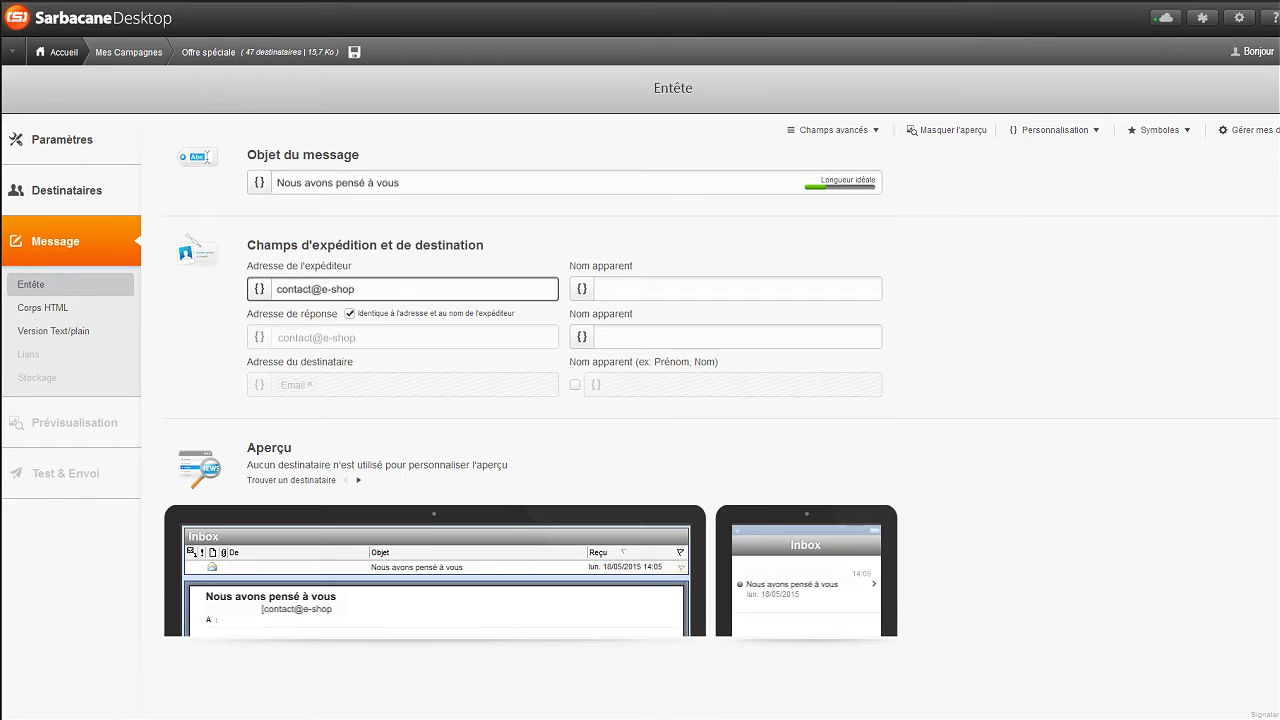 SarbacaneDesktop
Accueil Mes Campagnes Offre spéciale ( 47 destinataires | 15,7 Ko )
Bonjour
Entête
Paramètres
Destinataires
Message
Entête
Corps HTML
Version Text/plain
Liens
Stockage
Prévisualisation
Test & Envoi
Champs avancés Masquer l'aperçu {} Personnalisation Symboles Gérer mes d
Abc
Objet du message
{} Nous avons pensé à vous Longueur idéale
Champs d'expédition et de destination
Adresse de l'expéditeur Nom apparent
{} contact@e-shop {}
Adresse de réponse Identique à l'adresse et au nom de l'expéditeur Nom apparent
{} contact@e-shop {}
Adresse du destinataire Nom apparent (ex: Prénom, Nom)
{} Email × {}
NEWS
Aperçu
Aucun destinataire n'est utilisé pour personnaliser l'aperçu
Trouver un destinataire
Inbox
De Objet Reçu
Nous avons pensé à vous lun. 18/05/2015 14:05
Nous avons pensé à vous
[contact@e-shop
A :
Inbox
14:05
Nous avons pensé à vous
lun. 18/05/2015
Signaler